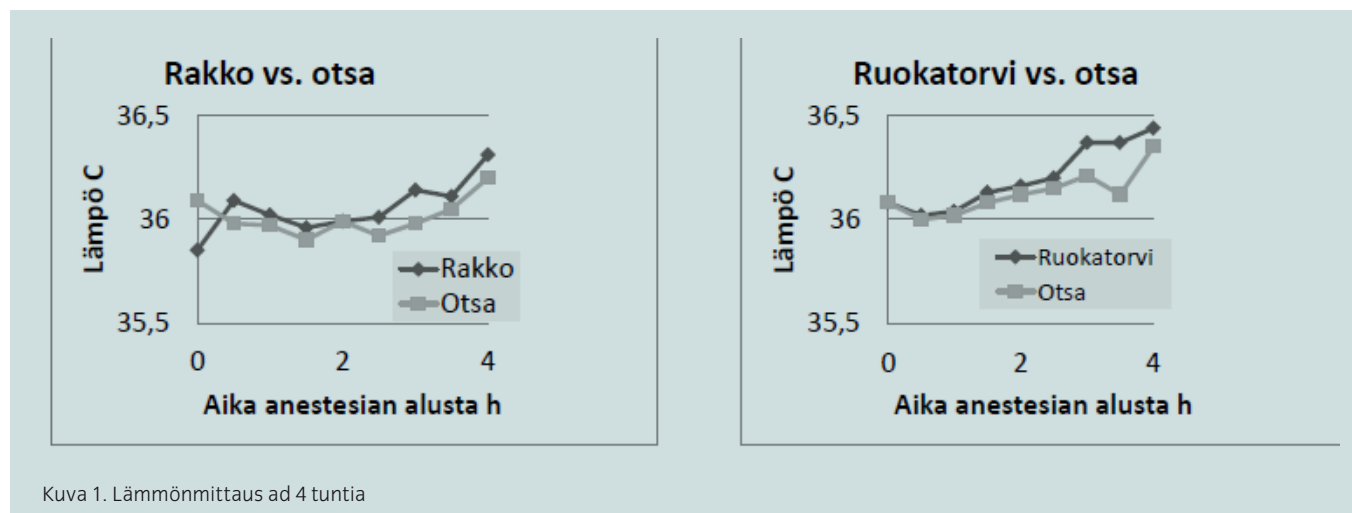 Rakko vs. otsa
36,5
36
35,5
Lämpö C
Rakko
Otsa
0 2 4
Aika anestesian alusta h
Ruokatorvi vs. otsa
36,5
36
35,5
Lämpö C
Ruokatorvi
Otsa
0 2 4
Aika anestesian alusta h
Kuva 1. Lämmönmittaus ad 4 tuntia